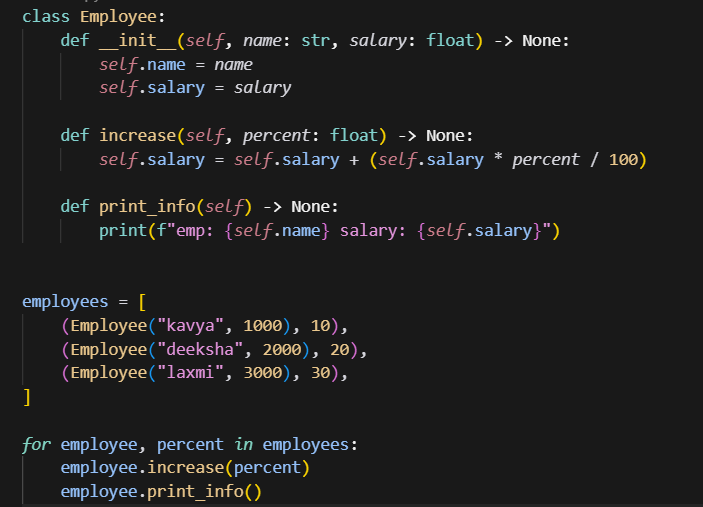 class Employee:
    def __init__(self, name: str, salary: float) -> None:
        self.name = name
        self.salary = salary

    def increase(self, percent: float) -> None:
        self.salary = self.salary + (self.salary * percent / 100)

    def print_info(self) -> None:
        print(f"emp: {self.name} salary: {self.salary}")


employees = [
    (Employee("kavya", 1000), 10),
    (Employee("deeksha", 2000), 20),
    (Employee("laxmi", 3000), 30),
]

for employee, percent in employees:
    employee.increase(percent)
    employee.print_info()